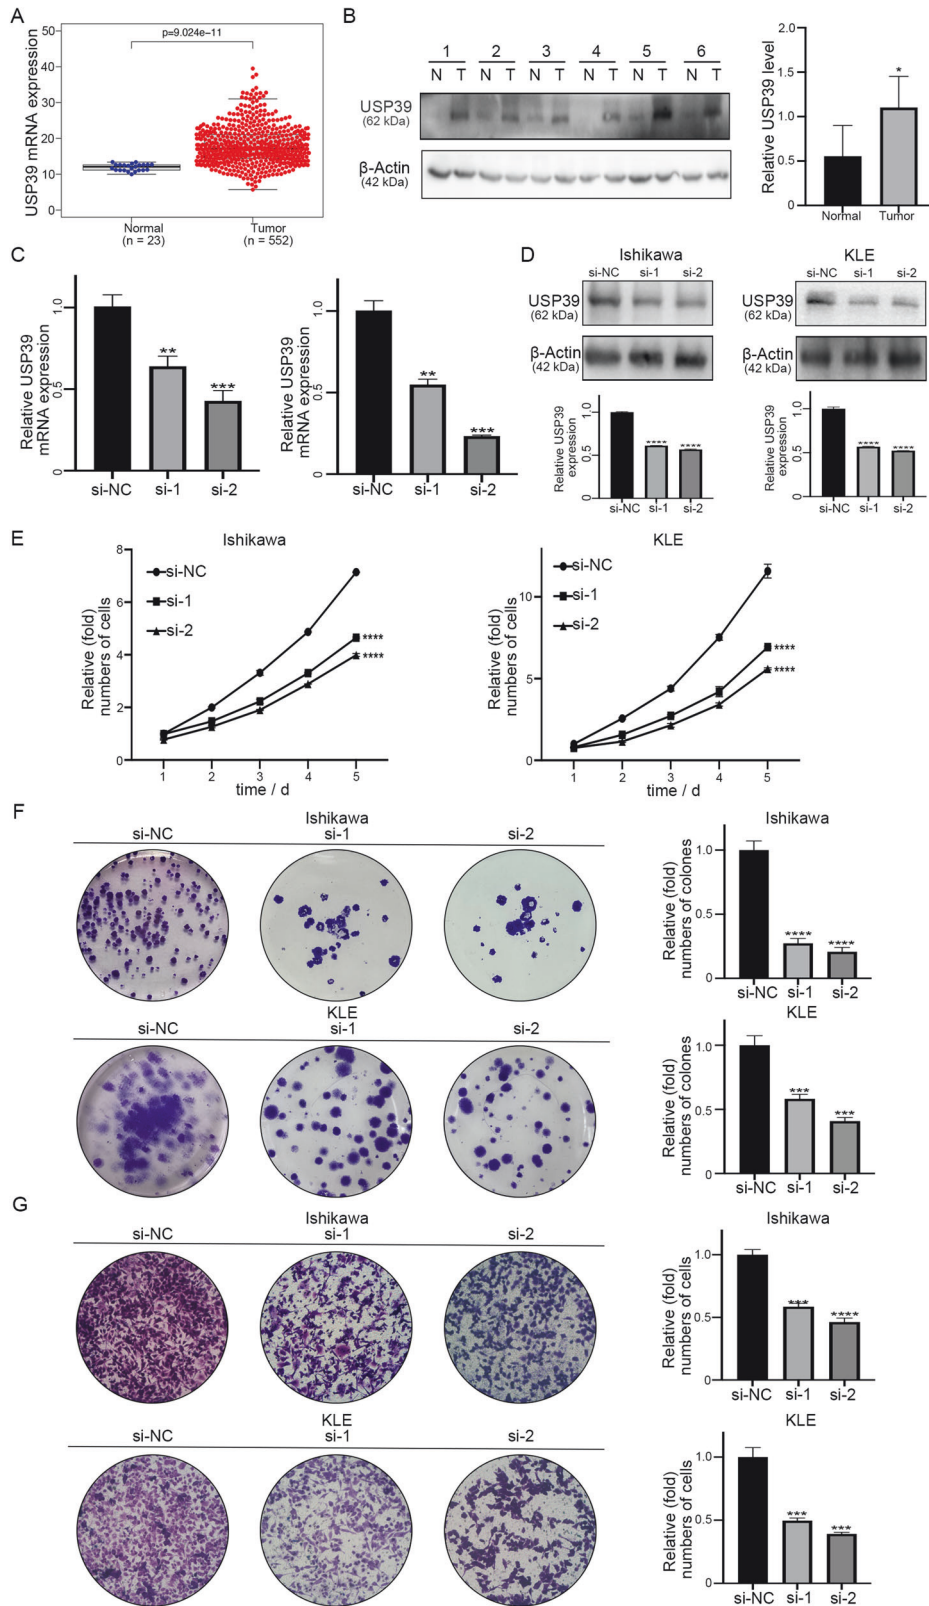 A
p=9.024e-11
USP39 mRNA expression
50
40
30
20
10
0
Normal
(n = 23)
Tumor
(n = 552)
B
1 2 3 4 5 6
N T N T N T N T N T N T
USP39
(62 kDa)
β-Actin
(42 kDa)
Relative USP39 level
2.0
1.5
1.0
0.5
0.0
*
Normal Tumor
C
Relative USP39
mRNA expression
1.0
0.5
0
**
***
si-NC si-1 si-2
Relative USP39
mRNA expression
1.0
0.5
0
**
***
si-NC si-1 si-2
D
Ishikawa
si-NC si-1 si-2
USP39
(62 kDa)
β-Actin
(42 kDa)
Relative USP39
expression
1.0
0.5
0
**** ****
si-NC si-1 si-2
KLE
si-NC si-1 si-2
USP39
(62 kDa)
β-Actin
(42 kDa)
Relative USP39
expression
1.0
0.5
0
**** ****
si-NC si-1 si-2
E
Ishikawa
Relative (fold)
numbers of cells
8
6
4
2
0
si-NC
si-1
si-2
****
****
1 2 3 4 5
time / d
KLE
Relative (fold)
numbers of cells
10
5
0
si-NC
si-1
si-2
****
****
1 2 3 4 5
time / d
F
Ishikawa
si-NC si-1 si-2
Ishikawa
Relative (fold)
numbers of colones
1.0
0.5
0
**** ****
si-NC si-1 si-2
KLE
si-NC si-1 si-2
KLE
Relative (fold)
numbers of colones
1.0
0.5
0
*** ***
si-NC si-1 si-2
G
Ishikawa
si-NC si-1 si-2
Ishikawa
Relative (fold)
numbers of cells
1.0
0.5
0
*** ****
si-NC si-1 si-2
KLE
si-NC si-1 si-2
KLE
Relative (fold)
numbers of cells
1.0
0.5
0
*** ***
si-NC si-1 si-2